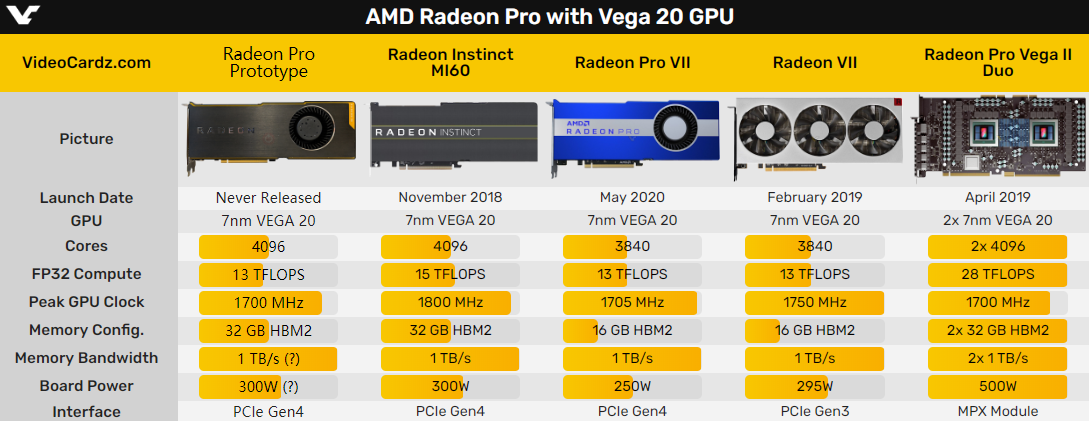 AMD Radeon Pro with Vega 20 GPU
VideoCardz.com
Radeon Pro
Prototype
Radeon Instinct
MI60
Radeon Pro VII
Radeon VII
Radeon Pro Vega II
Duo
Picture
RADEON
RADEON INSTINCT
AMD
RADEON PRO
Launch Date Never Released November 2018 May 2020 February 2019 April 2019
GPU 7nm VEGA 20 7nm VEGA 20 7nm VEGA 20 7nm VEGA 20 2x 7nm VEGA 20
Cores 4096 4096 3840 3840 2x 4096
FP32 Compute 13 TFLOPS 15 TFLOPS 13 TFLOPS 13 TFLOPS 28 TFLOPS
Peak GPU Clock 1700 MHz 1800 MHz 1705 MHz 1750 MHz 1700 MHz
Memory Config. 32 GB HBM2 32 GB HBM2 16 GB HBM2 16 GB HBM2 2x 32 GB HBM2
Memory Bandwidth 1 TB/s (?) 1 TB/s 1 TB/s 1 TB/s 2x 1 TB/s
Board Power 300W (?) 300W 250W 295W 500W
Interface PCIe Gen4 PCIe Gen4 PCIe Gen4 PCIe Gen3 MPX Module